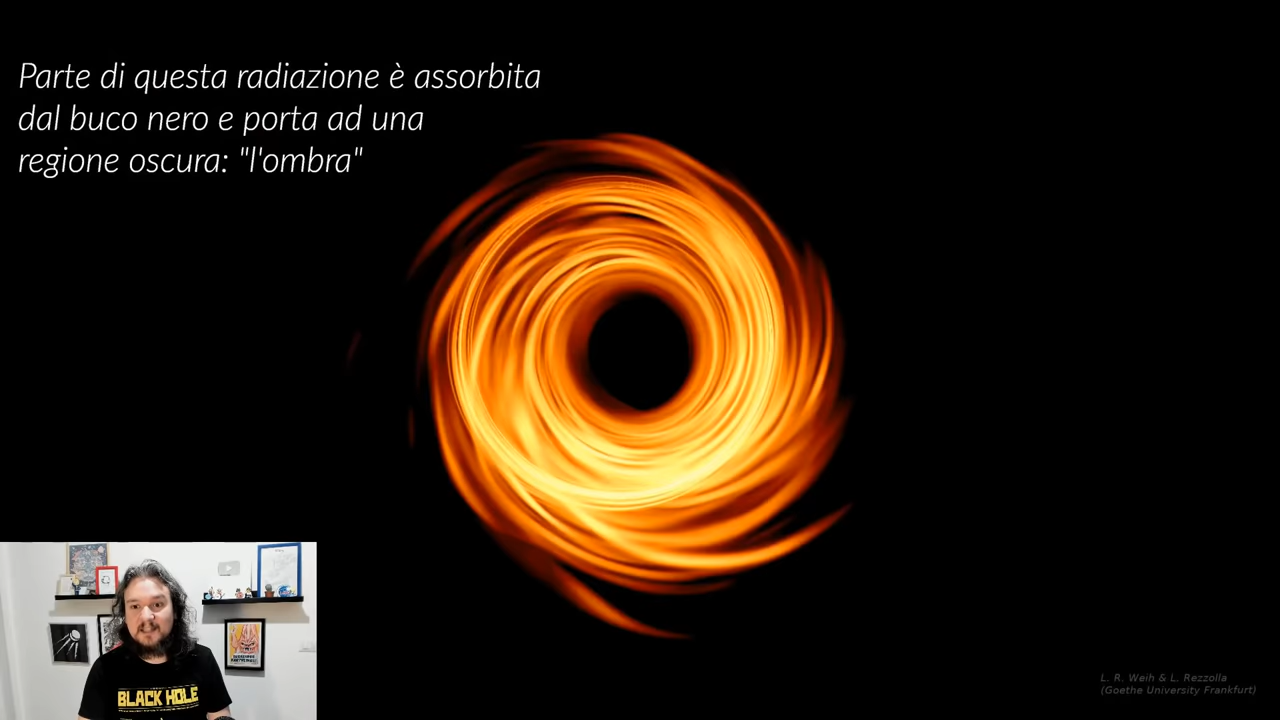 Parte di questa radiazione è assorbita
dal buco nero e porta ad una
regione oscura: "l'ombra"
BLACK HOLE
L. R. Weih & L. Rezzolla
(Goethe University Frankfurt)